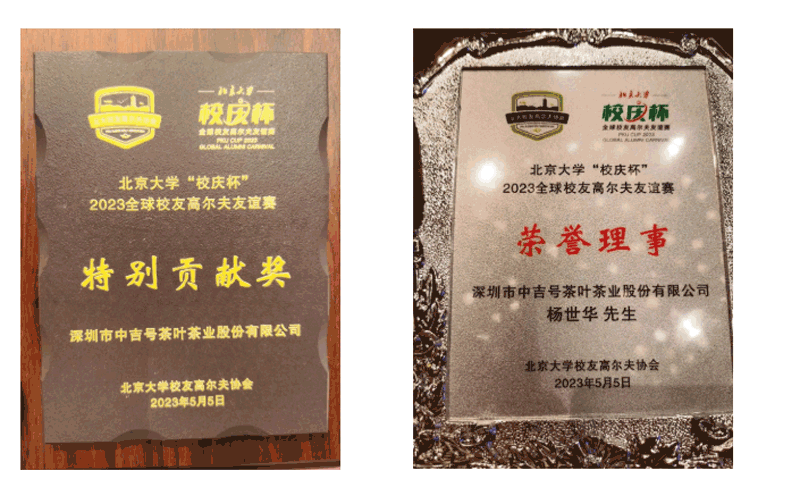 北京大学
校庆杯
全球校友高尔夫友谊赛
PKU CUP 2023
GLOBAL ALUMNI CARNIVAL
北京大学“校庆杯”
2023全球校友高尔夫友谊赛
特别贡献奖
深圳市中吉号茶叶茶业股份有限公司
北京大学校友高尔夫协会
2023年5月5日
北京大学
校庆杯
全球校友高尔夫友谊赛
PKU CUP 2023
GLOBAL ALUMNI CARNIVAL
北京大学“校庆杯”
2023全球校友高尔夫友谊赛
荣誉理事
深圳市中吉号茶叶茶业股份有限公司
杨世华 先生
北京大学校友高尔夫协会
2023年5月5日